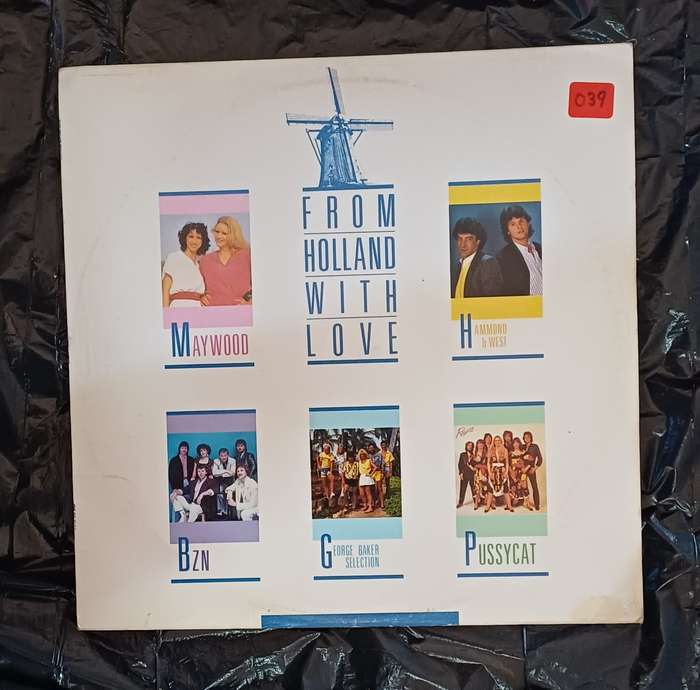 039
FROM
HOLLAND
WITH
LOVE
MAYWOOD
HAMMOND
& WEST
BZN
GEORGE BAKER
SELECTION
PUSSYCAT